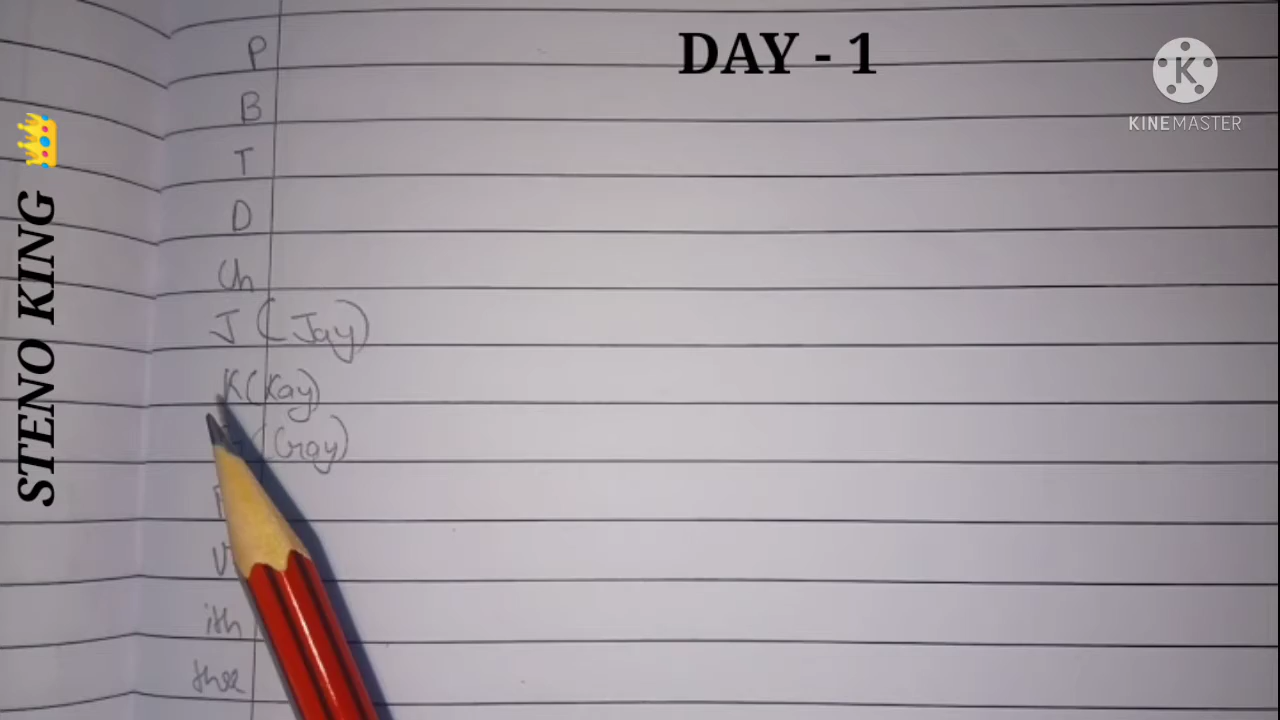 DAY - 1
K
KINEMASTER
STENO KING
P
B
T
D
Ch
J (Jay)
K (Kay)
(Gay)
V
ith
thee